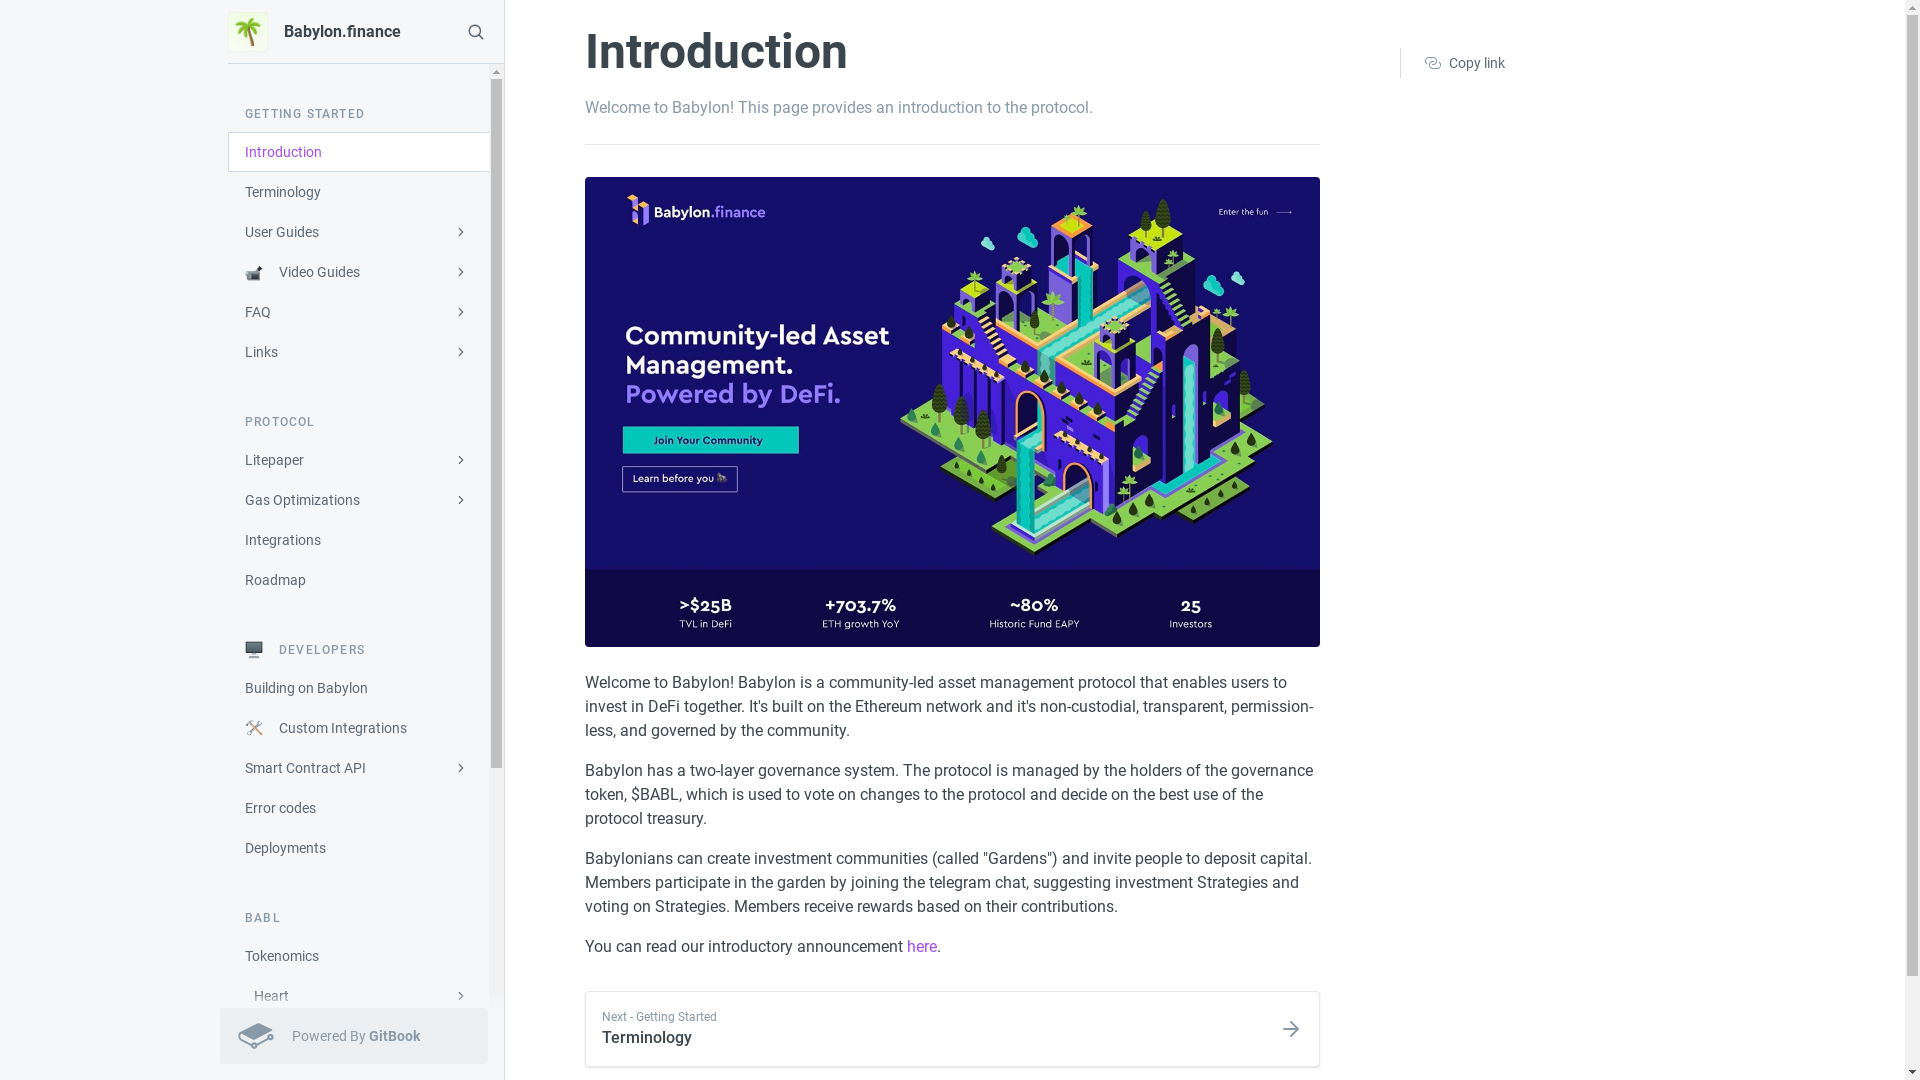 Babylon.finance
GETTING STARTED
Introduction
Terminology
User Guides
Video Guides
FAQ
Links
PROTOCOL
Litepaper
Gas Optimizations
Integrations
Roadmap
DEVELOPERS
Building on Babylon
Custom Integrations
Smart Contract API
Error codes
Deployments
BABL
Tokenomics
Heart
Powered By GitBook
Introduction
Copy link
Welcome to Babylon! This page provides an introduction to the protocol.
Babylon.finance
Enter the fun
Community-led Asset
Management.
Powered by DeFi.
Join Your Community
Learn before you
>$25B
TVL in DeFi
+703.7%
ETH growth YoY
~80%
Historic Fund EAPY
25
Investors
Welcome to Babylon! Babylon is a community-led asset management protocol that enables users to
invest in DeFi together. It's built on the Ethereum network and it's non-custodial, transparent, permission-
less, and governed by the community.
Babylon has a two-layer governance system. The protocol is managed by the holders of the governance
token, $BABL, which is used to vote on changes to the protocol and decide on the best use of the
protocol treasury.
Babylonians can create investment communities (called "Gardens") and invite people to deposit capital.
Members participate in the garden by joining the telegram chat, suggesting investment Strategies and
voting on Strategies. Members receive rewards based on their contributions.
You can read our introductory announcement here.
Next - Getting Started
Terminology